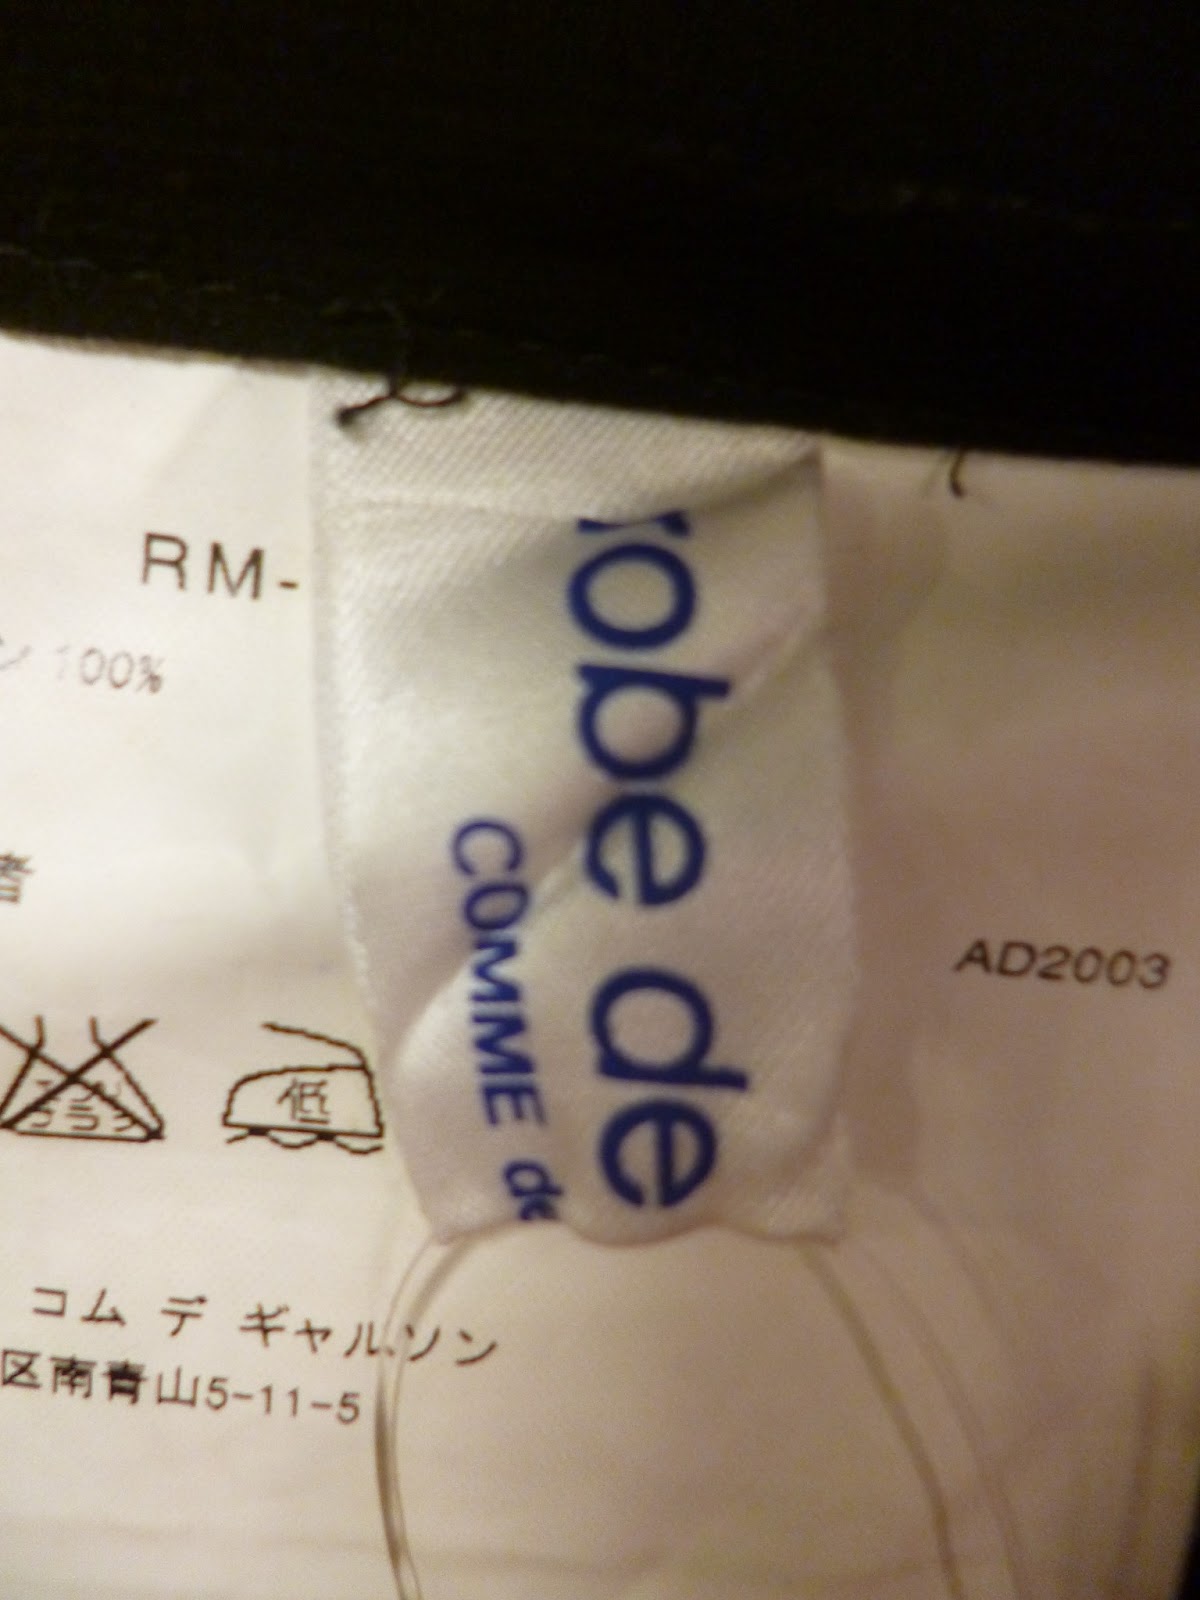 RM-
ン 100%
番
robe de
COMME de
AD2003
低
コム デ ギャルソン
区南青山5-11-5